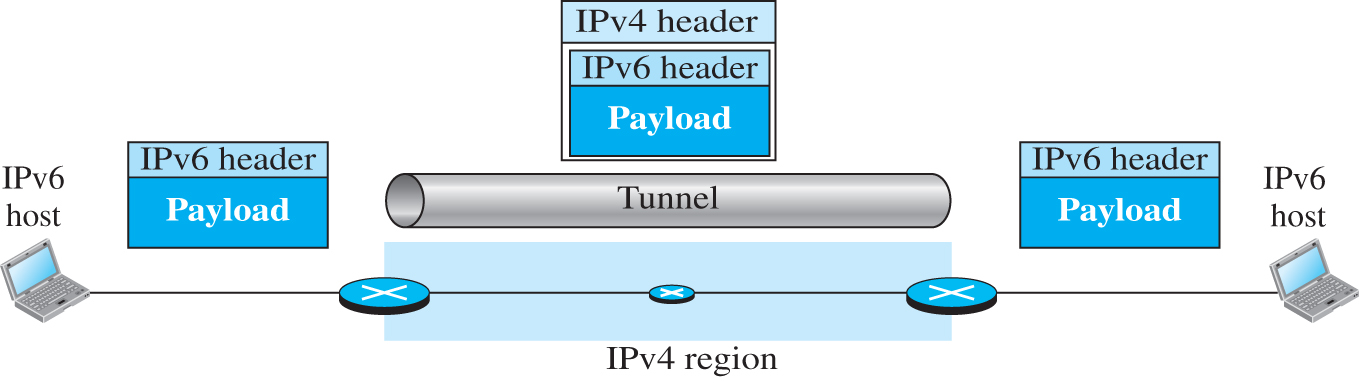 IPv4 header
IPv6 header
Payload
IPv6 header
Payload
IPv6
host
Tunnel
IPv6 header
Payload
IPv6
host
IPv4 region